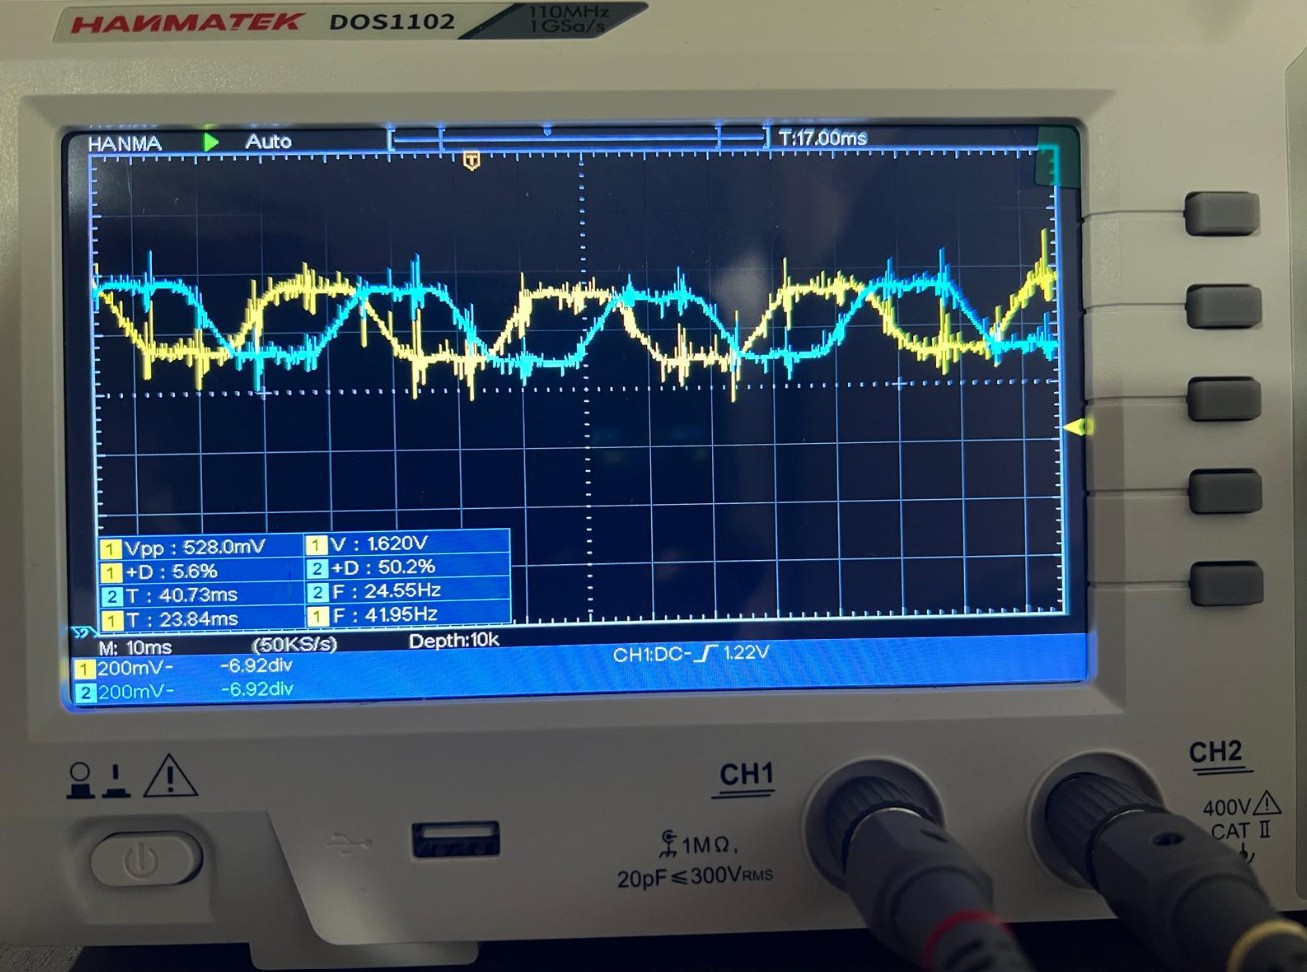 HANMATEK DOS1102 110MHz
1GSa/s
HANMA Auto T:17.00ms
T
1 Vpp : 528.0mV 1 V : 1.620V
1 +D : 5.6% 2 +D : 50.2%
2 T : 40.73ms 2 F : 24.55Hz
1 T : 23.84ms 1 F : 41.95Hz
M: 10ms (50KS/s) Depth:10k
1 200mV- -6.92div CH1:DC- 1.22V
2 200mV- -6.92div
CH1
CH2
1MΩ,
20pF≤300VRMS
400V
CAT II